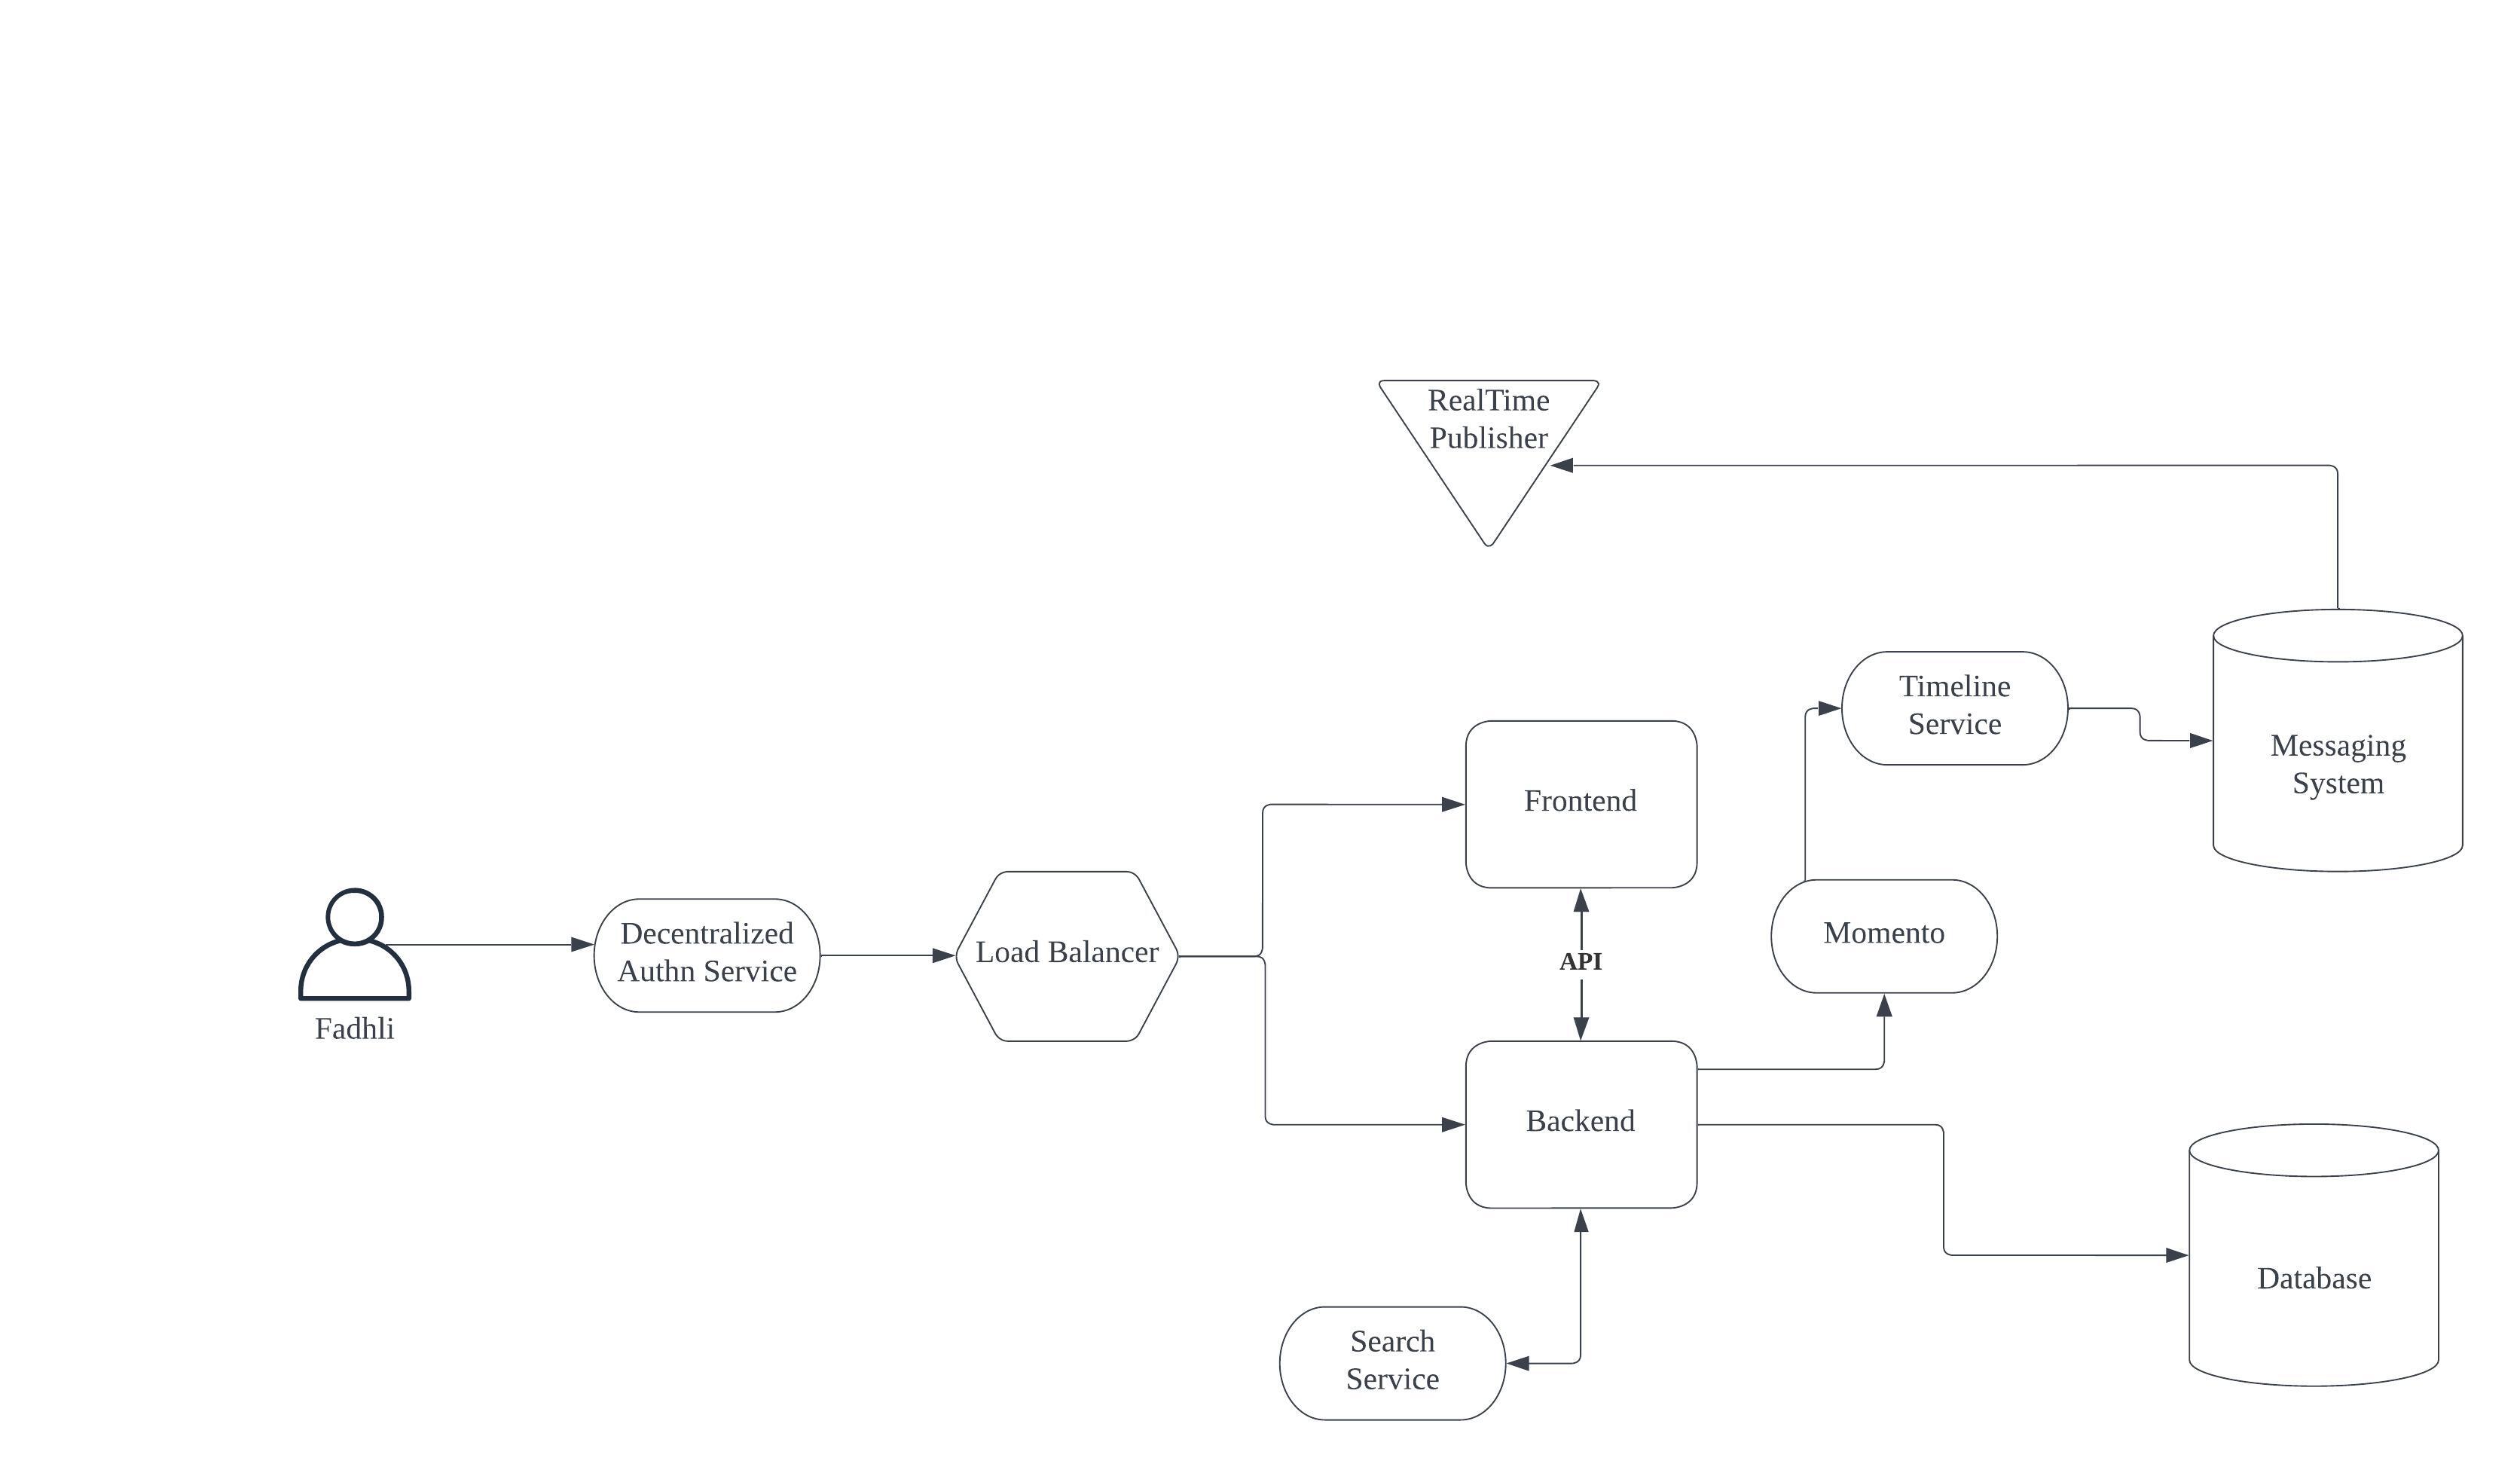 RealTime
Publisher
Timeline
Service
Messaging
System
Frontend
Decentralized
Authn Service
Load Balancer
API
Momento
Fadhli
Backend
Database
Search
Service